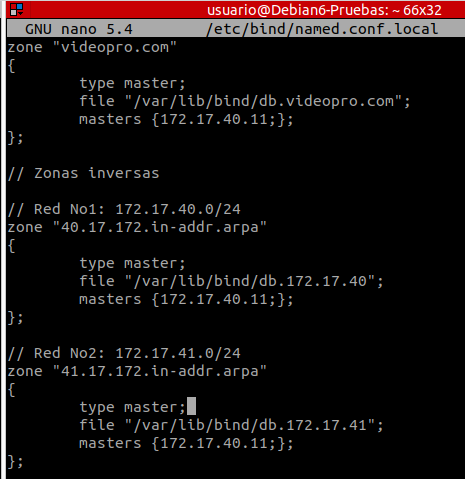 usuario@Debian6-Pruebas: ~ 66x32
GNU nano 5.4 /etc/bind/named.conf.local
zone "videopro.com"
{
type master;
file "/var/lib/bind/db.videopro.com";
masters {172.17.40.11;};
};
// Zonas inversas
// Red No1: 172.17.40.0/24
zone "40.17.172.in-addr.arpa"
{
type master;
file "/var/lib/bind/db.172.17.40";
masters {172.17.40.11;};
};
// Red No2: 172.17.41.0/24
zone "41.17.172.in-addr.arpa"
{
type master;
file "/var/lib/bind/db.172.17.41";
masters {172.17.40.11;};
};